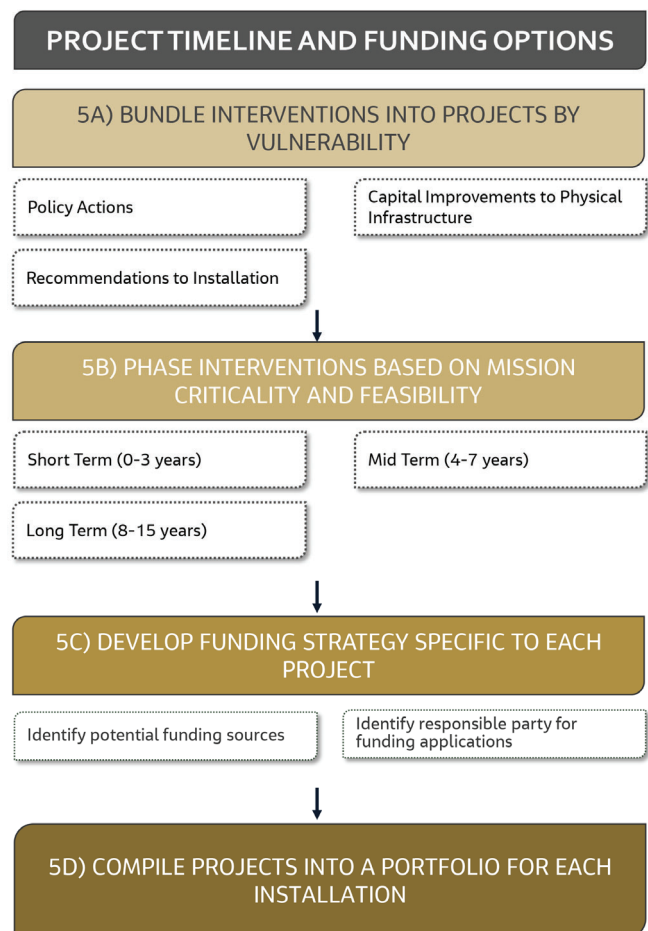 PROJECT TIMELINE AND FUNDING OPTIONS
5A) BUNDLE INTERVENTIONS INTO PROJECTS BY
VULNERABILITY
Policy Actions
Capital Improvements to Physical
Infrastructure
Recommendations to Installation
5B) PHASE INTERVENTIONS BASED ON MISSION
CRITICALITY AND FEASIBILITY
Short Term (0-3 years)
Mid Term (4-7 years)
Long Term (8-15 years)
5C) DEVELOP FUNDING STRATEGY SPECIFIC TO EACH
PROJECT
Identify potential funding sources
Identify responsible party for
funding applications
5D) COMPILE PROJECTS INTO A PORTFOLIO FOR EACH
INSTALLATION